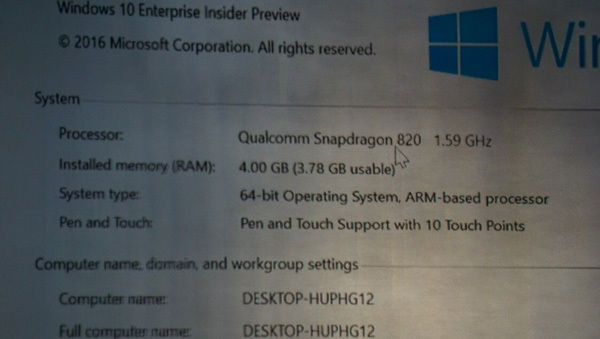 Windows 10 Enterprise Insider Preview
© 2016 Microsoft Corporation. All rights reserved.
Win
System
Processor: Qualcomm Snapdragon 820 1.59 GHz
Installed memory (RAM): 4.00 GB (3.78 GB usable)
System type: 64-bit Operating System, ARM-based processor
Pen and Touch: Pen and Touch Support with 10 Touch Points
Computer name, domain, and workgroup settings
Computer name: DESKTOP-HUPHG12
Full computer name: DESKTOP-HUPHG12